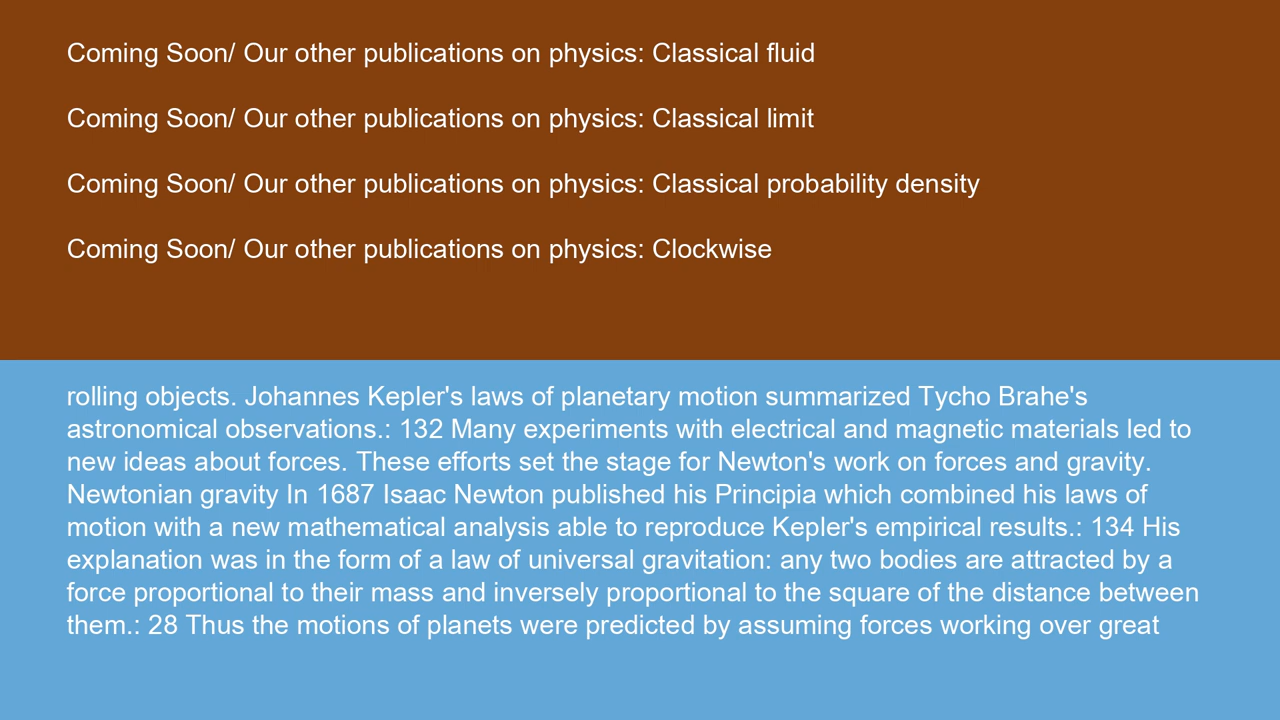 Coming Soon/ Our other publications on physics: Classical fluid
Coming Soon/ Our other publications on physics: Classical limit
Coming Soon/ Our other publications on physics: Classical probability density
Coming Soon/ Our other publications on physics: Clockwise
rolling objects. Johannes Kepler's laws of planetary motion summarized Tycho Brahe's
astronomical observations.: 132 Many experiments with electrical and magnetic materials led to
new ideas about forces. These efforts set the stage for Newton's work on forces and gravity.
Newtonian gravity In 1687 Isaac Newton published his Principia which combined his laws of
motion with a new mathematical analysis able to reproduce Kepler's empirical results.: 134 His
explanation was in the form of a law of universal gravitation: any two bodies are attracted by a
force proportional to their mass and inversely proportional to the square of the distance between
them.: 28 Thus the motions of planets were predicted by assuming forces working over great